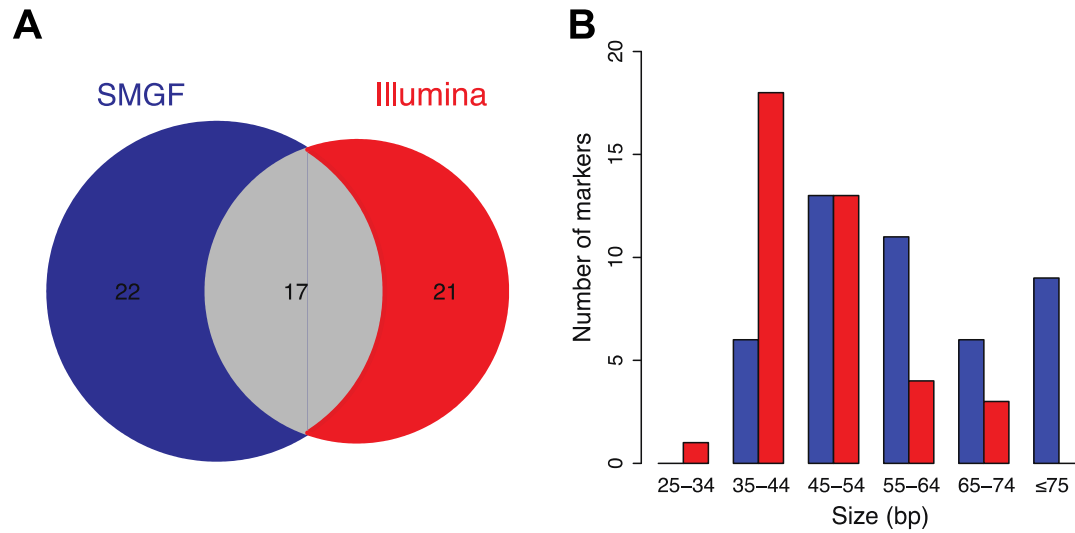 A
SMGF
Illumina
22
17
21
B
Number of markers
20
15
10
5
0
25–34
35–44
45–54
55–64
65–74
≤75
Size (bp)